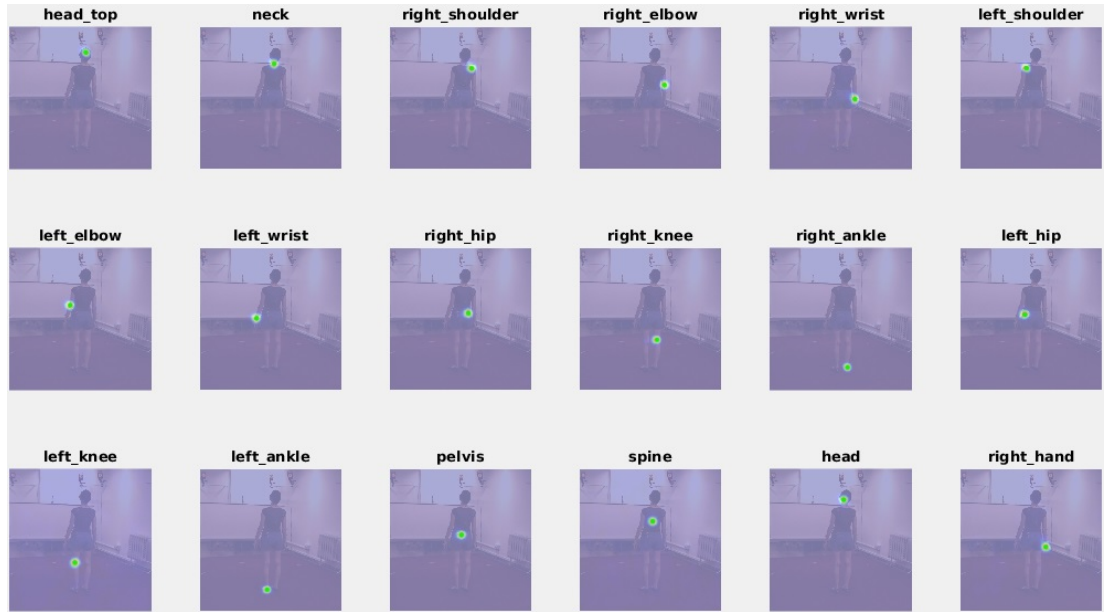 head_top neck right_shoulder right_elbow right_wrist left_shoulder
left_elbow left_wrist right_hip right_knee right_ankle left_hip
left_knee left_ankle pelvis spine head right_hand